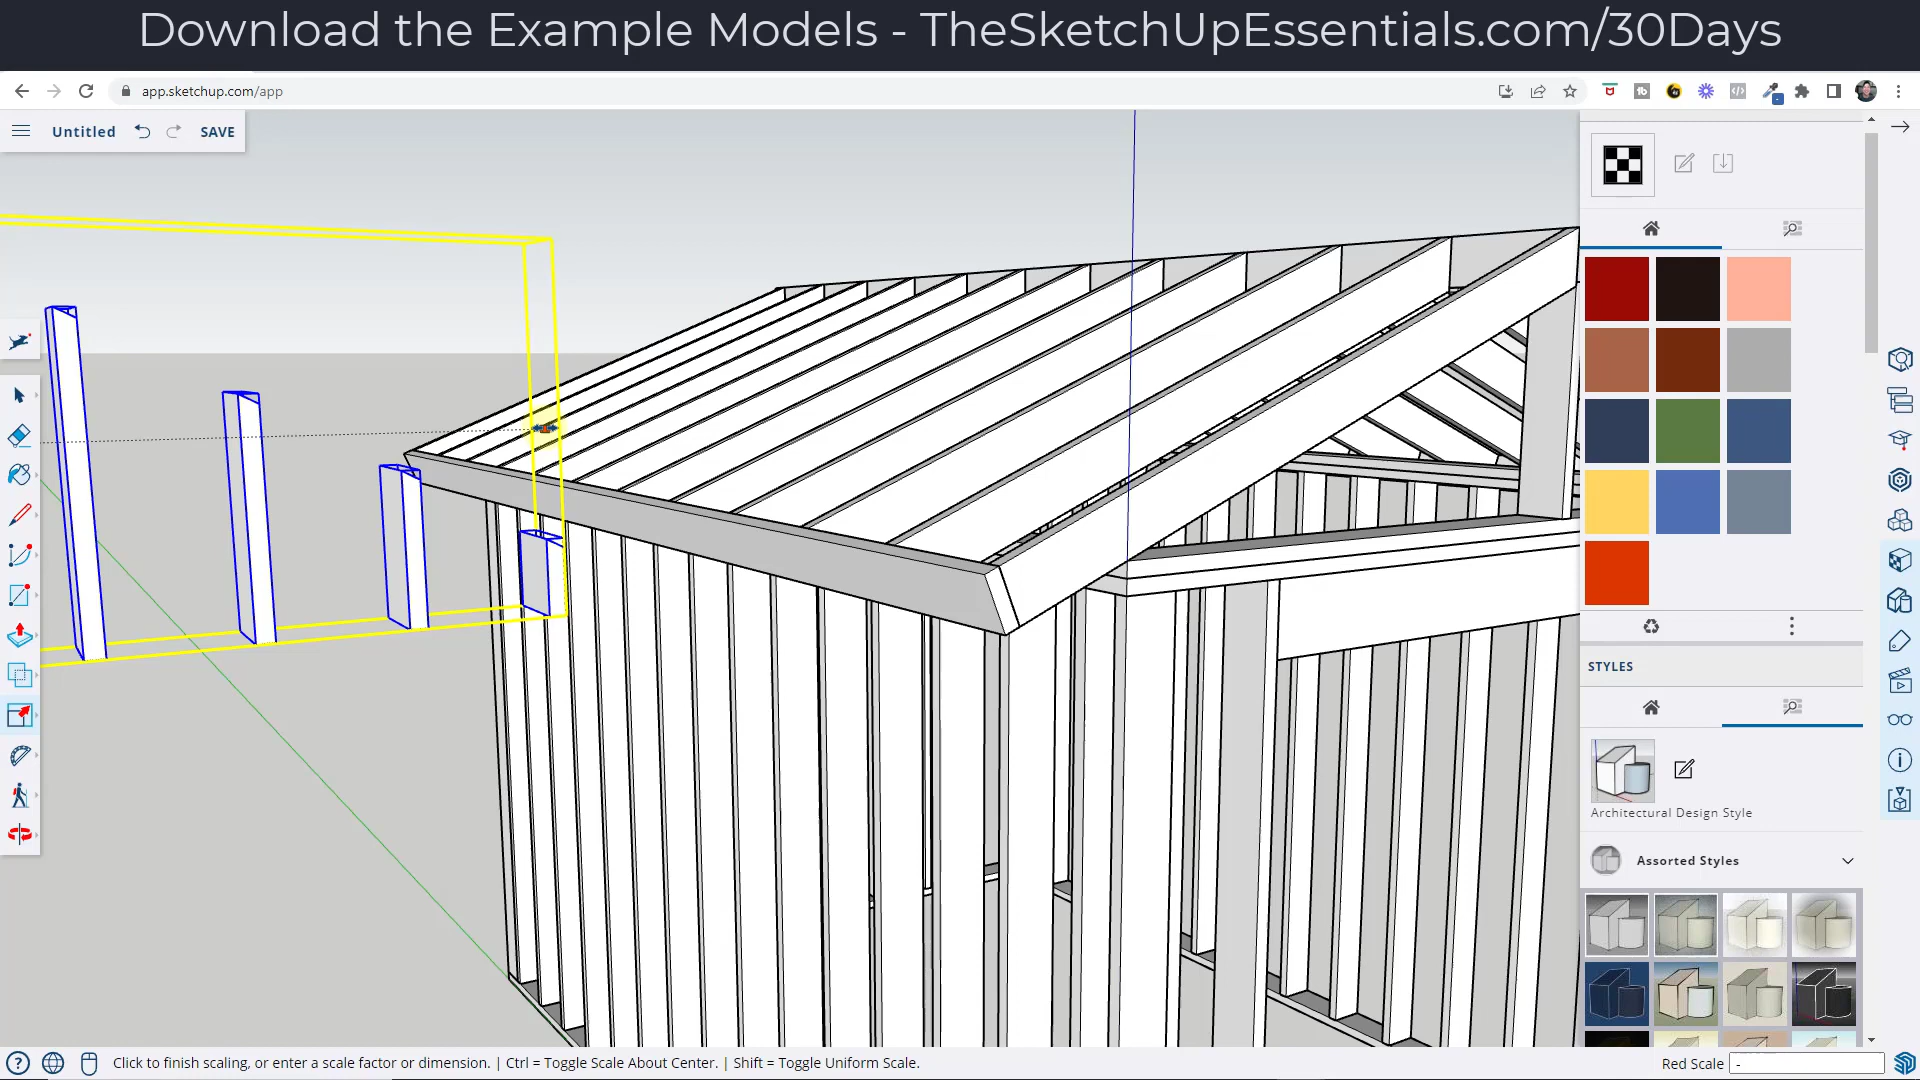 Download the Example Models - TheSketchUpEssentials.com/30Days
app.sketchup.com/app
Untitled
SAVE
STYLES
Architectural Design Style
Assorted Styles
Click to finish scaling, or enter a scale factor or dimension. | Ctrl = Toggle Scale About Center. | Shift = Toggle Uniform Scale.
Red Scale
-